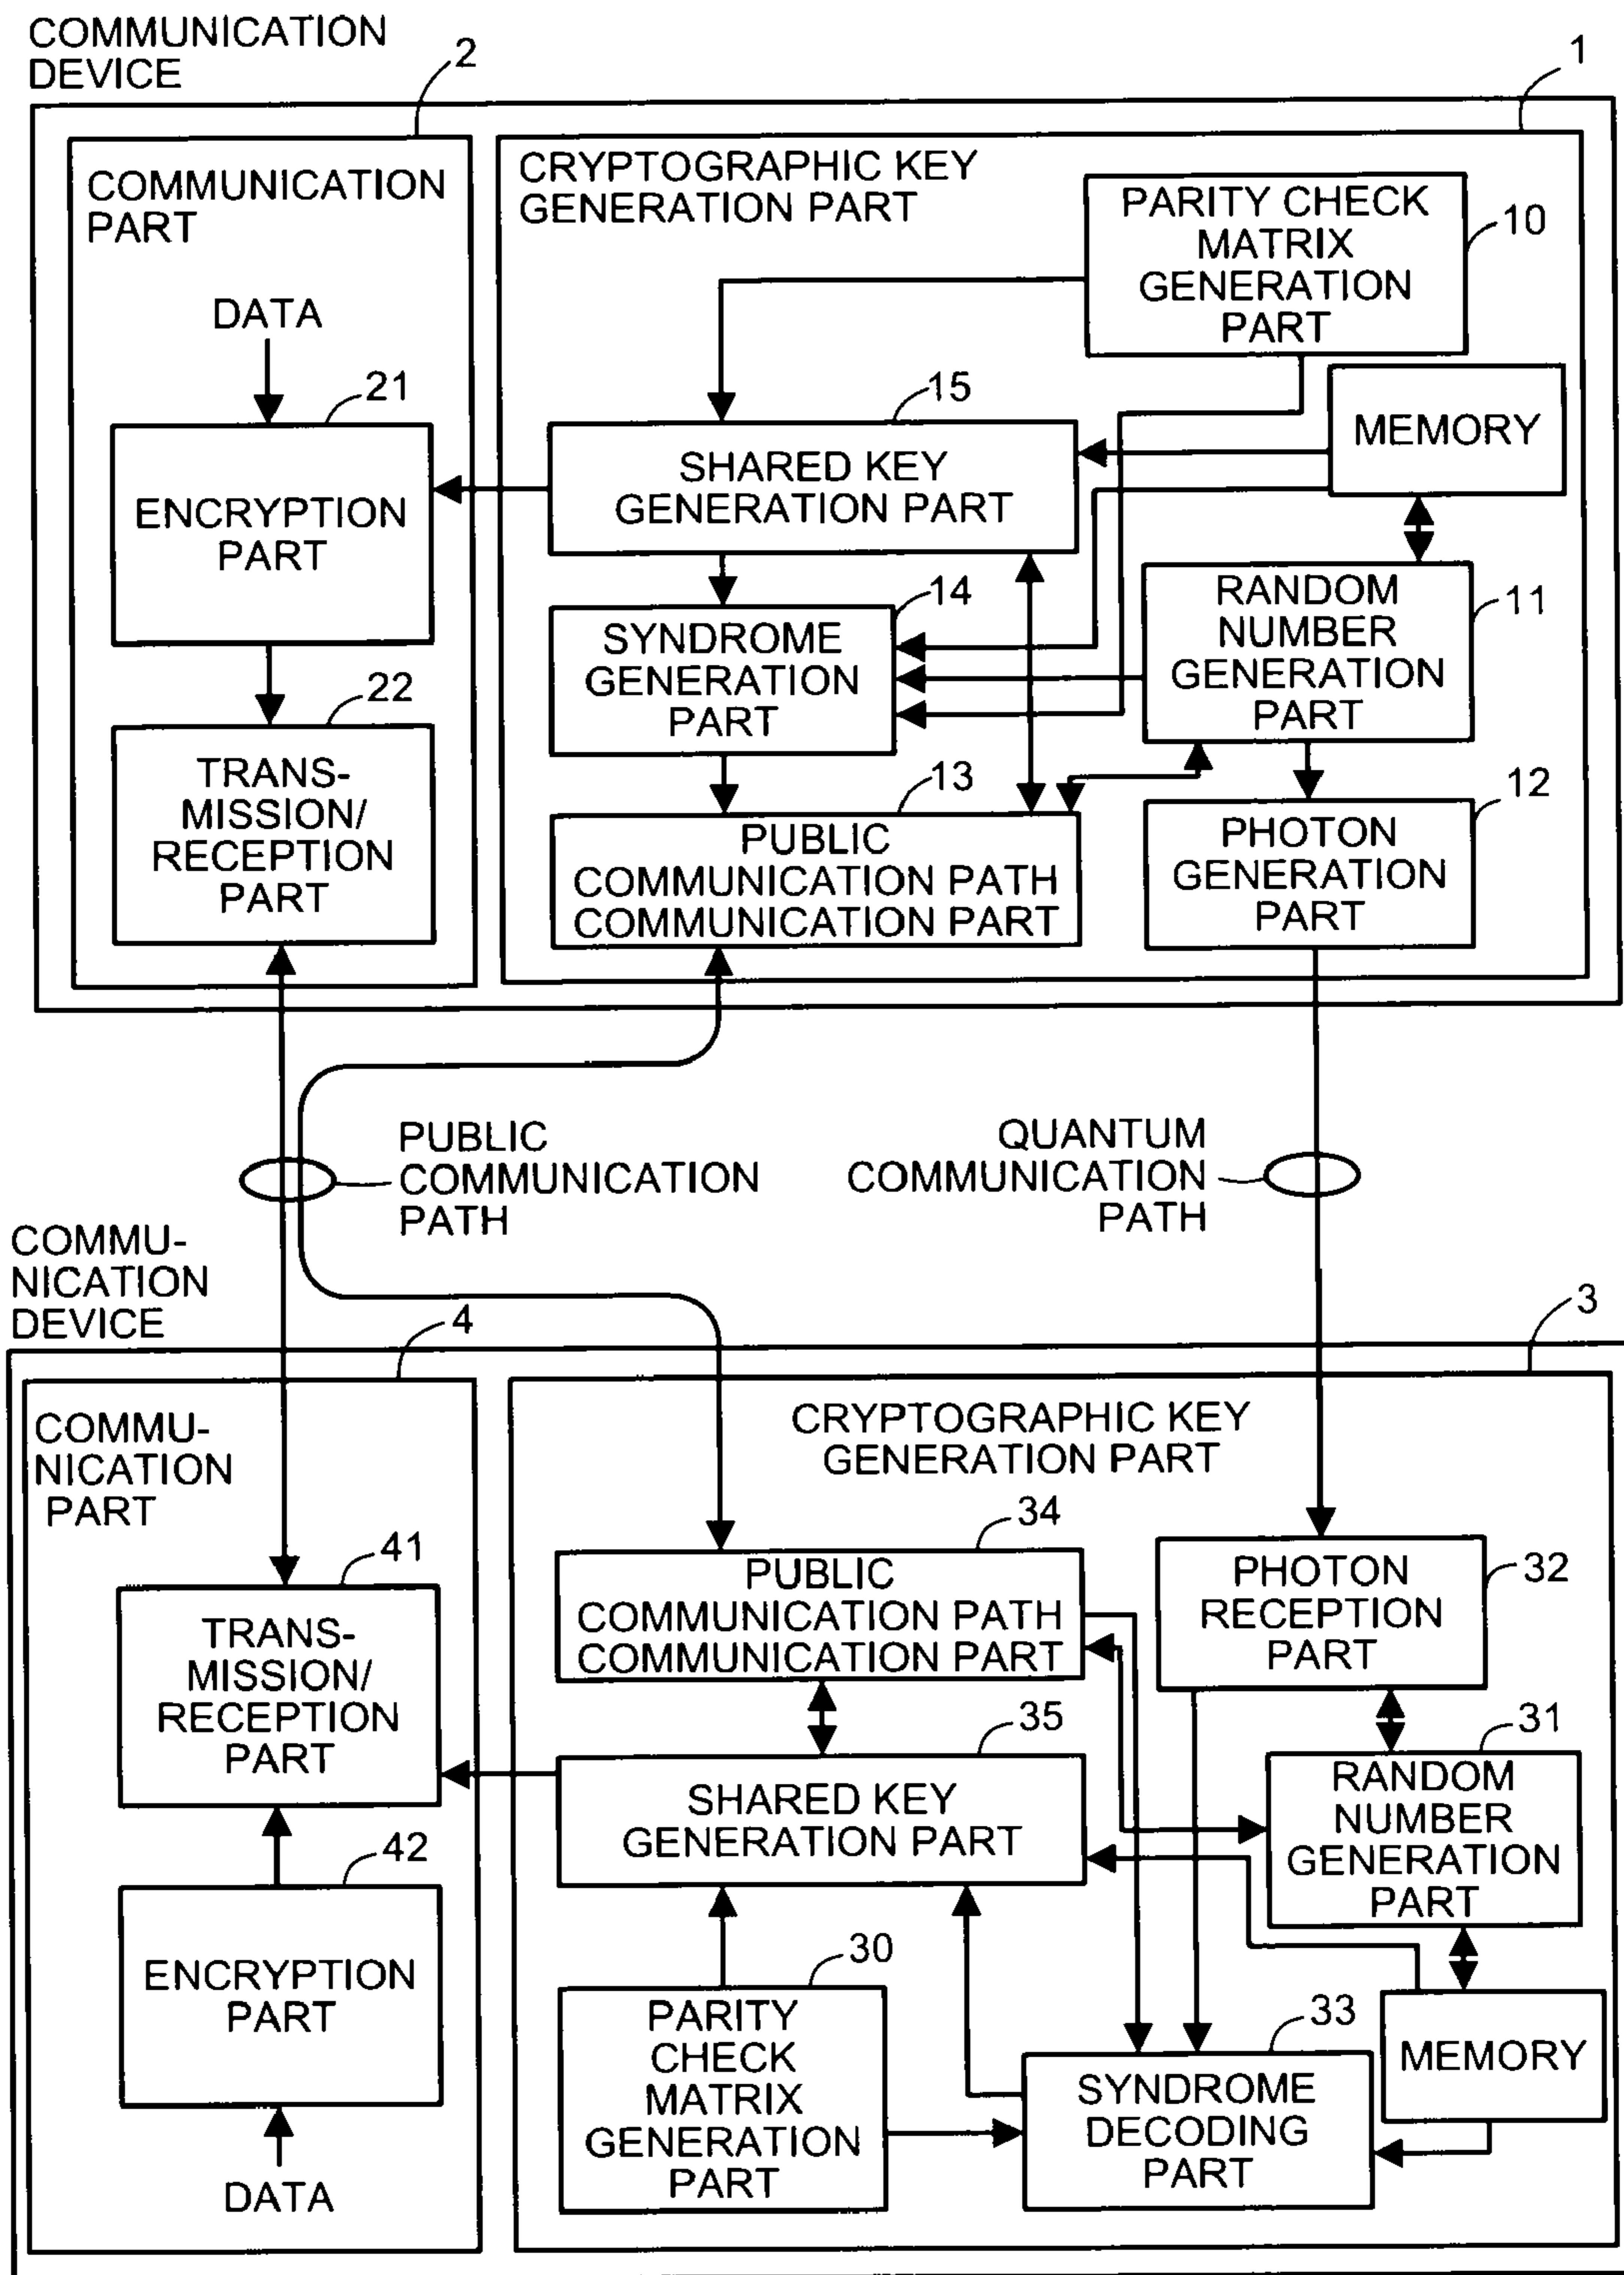 COMMUNICATION
DEVICE
2
1
COMMUNICATION
PART
CRYPTOGRAPHIC KEY
GENERATION PART
PARITY CHECK
MATRIX
GENERATION
PART
10
DATA
21
15
MEMORY
ENCRYPTION
PART
SHARED KEY
GENERATION PART
14
RANDOM
NUMBER
GENERATION
PART
11
SYNDROME
GENERATION
PART
22
TRANS-
MISSION/
RECEPTION
PART
13
12
PUBLIC
COMMUNICATION PATH
COMMUNICATION PART
PHOTON
GENERATION
PART
PUBLIC
COMMUNICATION
PATH
QUANTUM
COMMUNICATION
PATH
COMMU-
NICATION
DEVICE
4
3
COMMU-
NICATION
PART
CRYPTOGRAPHIC KEY
GENERATION PART
34
41
PUBLIC
COMMUNICATION PATH
COMMUNICATION PART
PHOTON
RECEPTION
PART
32
TRANS-
MISSION/
RECEPTION
PART
35
31
SHARED KEY
GENERATION PART
RANDOM
NUMBER
GENERATION
PART
42
ENCRYPTION
PART
30
PARITY
CHECK
MATRIX
GENERATION
PART
33
SYNDROME
DECODING
PART
MEMORY
DATA